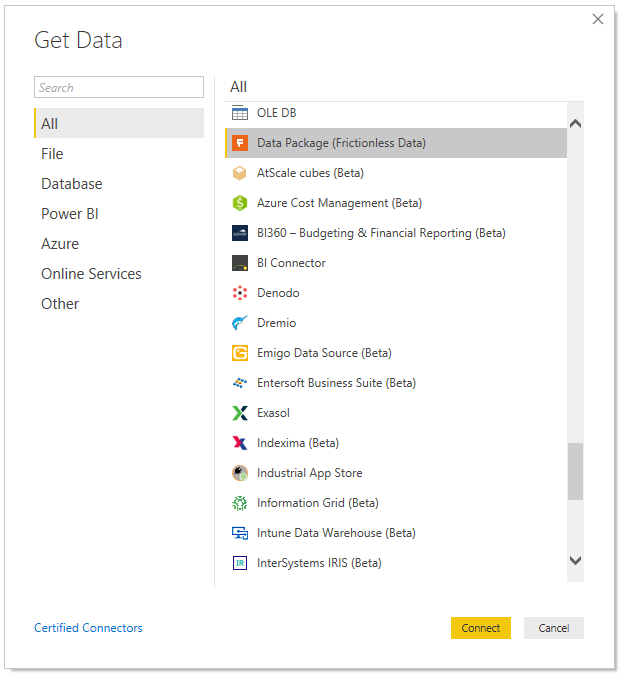 Get Data
Search
All
File
Database
Power BI
Azure
Online Services
Other
All
OLE DB
Data Package (Frictionless Data)
AtScale cubes (Beta)
Azure Cost Management (Beta)
BI360 – Budgeting & Financial Reporting (Beta)
BI Connector
Denodo
Dremio
Emigo Data Source (Beta)
Entersoft Business Suite (Beta)
Exasol
Indexima (Beta)
Industrial App Store
Information Grid (Beta)
Intune Data Warehouse (Beta)
IR
InterSystems IRIS (Beta)
Certified Connectors
Connect
Cancel